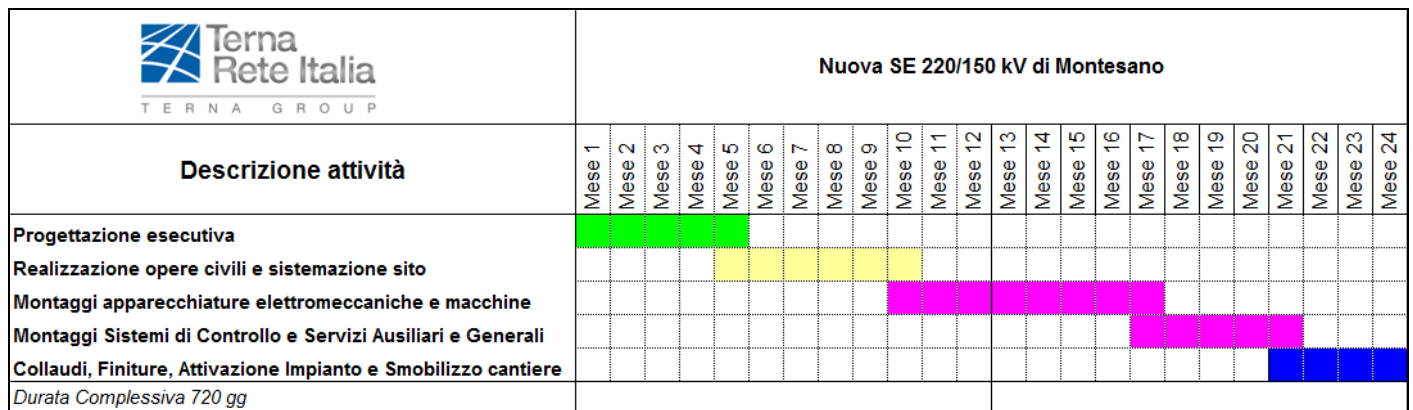 Terna
Rete Italia
TERNA GROUP
Nuova SE 220/150 kV di Montesano
Descrizione attività
Mese 1
Mese 2
Mese 3
Mese 4
Mese 5
Mese 6
Mese 7
Mese 8
Mese 9
Mese 10
Mese 11
Mese 12
Mese 13
Mese 14
Mese 15
Mese 16
Mese 17
Mese 18
Mese 19
Mese 20
Mese 21
Mese 22
Mese 23
Mese 24
Progettazione esecutiva
Realizzazione opere civili e sistemazione sito
Montaggi apparecchiature elettromeccaniche e macchine
Montaggi Sistemi di Controllo e Servizi Ausiliari e Generali
Collaudi, Finiture, Attivazione Impianto e Smobilizzo cantiere
Durata Complessiva 720 gg